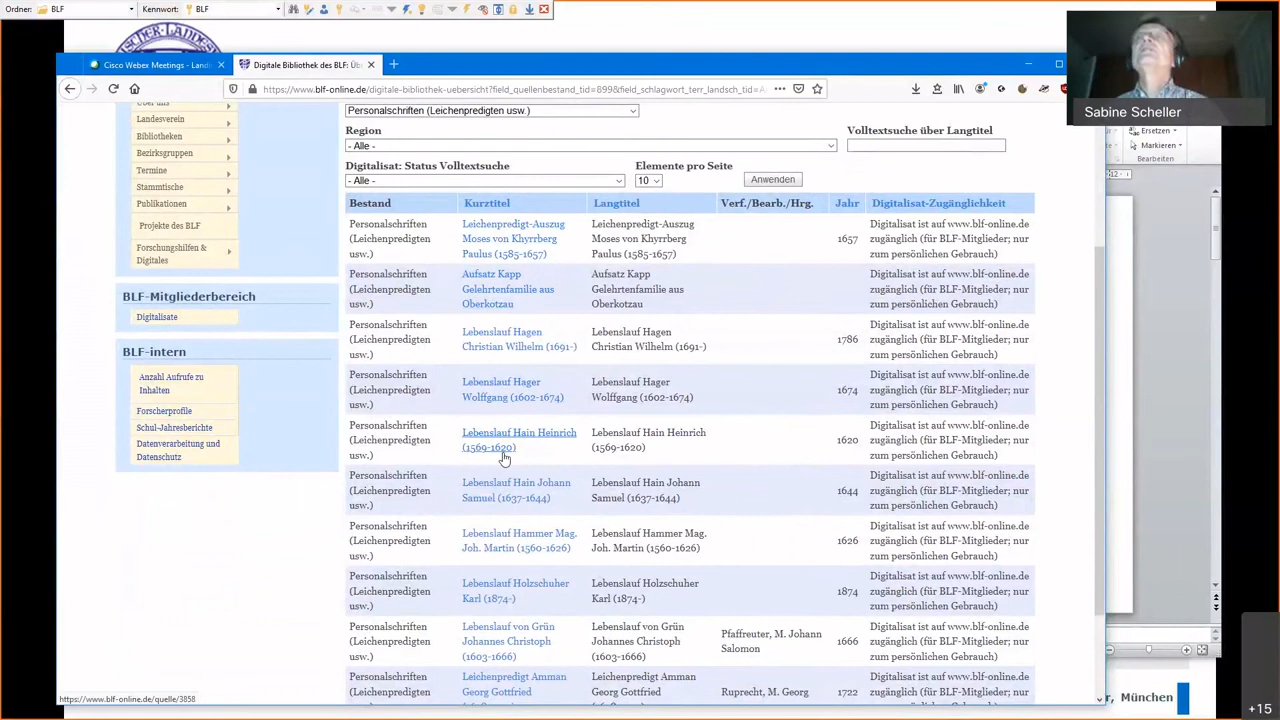 Ordner:
BLF
Kennwort:
BLF
Cisco Webex Meetings - Land
Digitale Bibliothek des BLF: Üb
https://www.blf-online.de/digitale-bibliothek-uebersicht?field_quellenbestand_tid=899&field_schlagwort_terr_landsch_tid=A
Sabine Scheller
Ersetzen
Markieren
Bearbeiten
12
Über uns
Landesverein
Bibliotheken
Bezirksgruppen
Termine
Stammtische
Publikationen
Projekte des BLF
Forschungshilfen &
Digitales
BLF-Mitgliederbereich
Digitalisate
BLF-intern
Anzahl Aufrufe zu
Inhalten
Forscherprofile
Schul-Jahresberichte
Datenverarbeitung und
Datenschutz
Personalschriften (Leichenpredigten usw.)
Region
Volltextsuche über Langtitel
- Alle -
Digitalisat: Status Volltextsuche
Elemente pro Seite
- Alle -
10
Anwenden
Bestand
Kurztitel
Langtitel
Verf./Bearb./Hrg.
Jahr
Digitalisat-Zugänglichkeit
Personalschriften
(Leichenpredigten
usw.)
Leichenpredigt-Auszug
Moses von Khyrrberg
Paulus (1585-1657)
Leichenpredigt-Auszug
Moses von Khyrrberg
Paulus (1585-1657)
1657
Digitalisat ist auf www.blf-online.de
zugänglich (für BLF-Mitglieder; nur
zum persönlichen Gebrauch)
Personalschriften
(Leichenpredigten
usw.)
Aufsatz Kapp
Gelehrtenfamilie aus
Oberkotzau
Aufsatz Kapp
Gelehrtenfamilie aus
Oberkotzau
Digitalisat ist auf www.blf-online.de
zugänglich (für BLF-Mitglieder; nur
zum persönlichen Gebrauch)
Personalschriften
(Leichenpredigten
usw.)
Lebenslauf Hagen
Christian Wilhelm (1691-)
Lebenslauf Hagen
Christian Wilhelm (1691-)
1786
Digitalisat ist auf www.blf-online.de
zugänglich (für BLF-Mitglieder; nur
zum persönlichen Gebrauch)
Personalschriften
(Leichenpredigten
usw.)
Lebenslauf Hager
Wolffgang (1602-1674)
Lebenslauf Hager
Wolffgang (1602-1674)
1674
Digitalisat ist auf www.blf-online.de
zugänglich (für BLF-Mitglieder; nur
zum persönlichen Gebrauch)
Personalschriften
(Leichenpredigten
usw.)
Lebenslauf Hain Heinrich
(1569-1620)
Lebenslauf Hain Heinrich
(1569-1620)
1620
Digitalisat ist auf www.blf-online.de
zugänglich (für BLF-Mitglieder; nur
zum persönlichen Gebrauch)
Personalschriften
(Leichenpredigten
usw.)
Lebenslauf Hain Johann
Samuel (1637-1644)
Lebenslauf Hain Johann
Samuel (1637-1644)
1644
Digitalisat ist auf www.blf-online.de
zugänglich (für BLF-Mitglieder; nur
zum persönlichen Gebrauch)
Personalschriften
(Leichenpredigten
usw.)
Lebenslauf Hammer Mag.
Joh. Martin (1560-1626)
Lebenslauf Hammer Mag.
Joh. Martin (1560-1626)
1626
Digitalisat ist auf www.blf-online.de
zugänglich (für BLF-Mitglieder; nur
zum persönlichen Gebrauch)
Personalschriften
(Leichenpredigten
usw.)
Lebenslauf Holzschuher
Karl (1874-)
Lebenslauf Holzschuher
Karl (1874-)
1874
Digitalisat ist auf www.blf-online.de
zugänglich (für BLF-Mitglieder; nur
zum persönlichen Gebrauch)
Personalschriften
(Leichenpredigten
usw.)
Lebenslauf von Grün
Johannes Christoph
(1603-1666)
Lebenslauf von Grün
Johannes Christoph
(1603-1666)
Pfaffreuter, M. Johann
Salomon
1666
Digitalisat ist auf www.blf-online.de
zugänglich (für BLF-Mitglieder; nur
zum persönlichen Gebrauch)
Personalschriften
(Leichenpredigten
Leichenpredigt Amman
Georg Gottfried
Leichenpredigt Amman
Georg Gottfried
Ruprecht, M. Georg
1722
Digitalisat ist auf www.blf-online.de
zugänglich (für BLF-Mitglieder; nur
https://www.blf-online.de/quelle/3858
r, München
+15